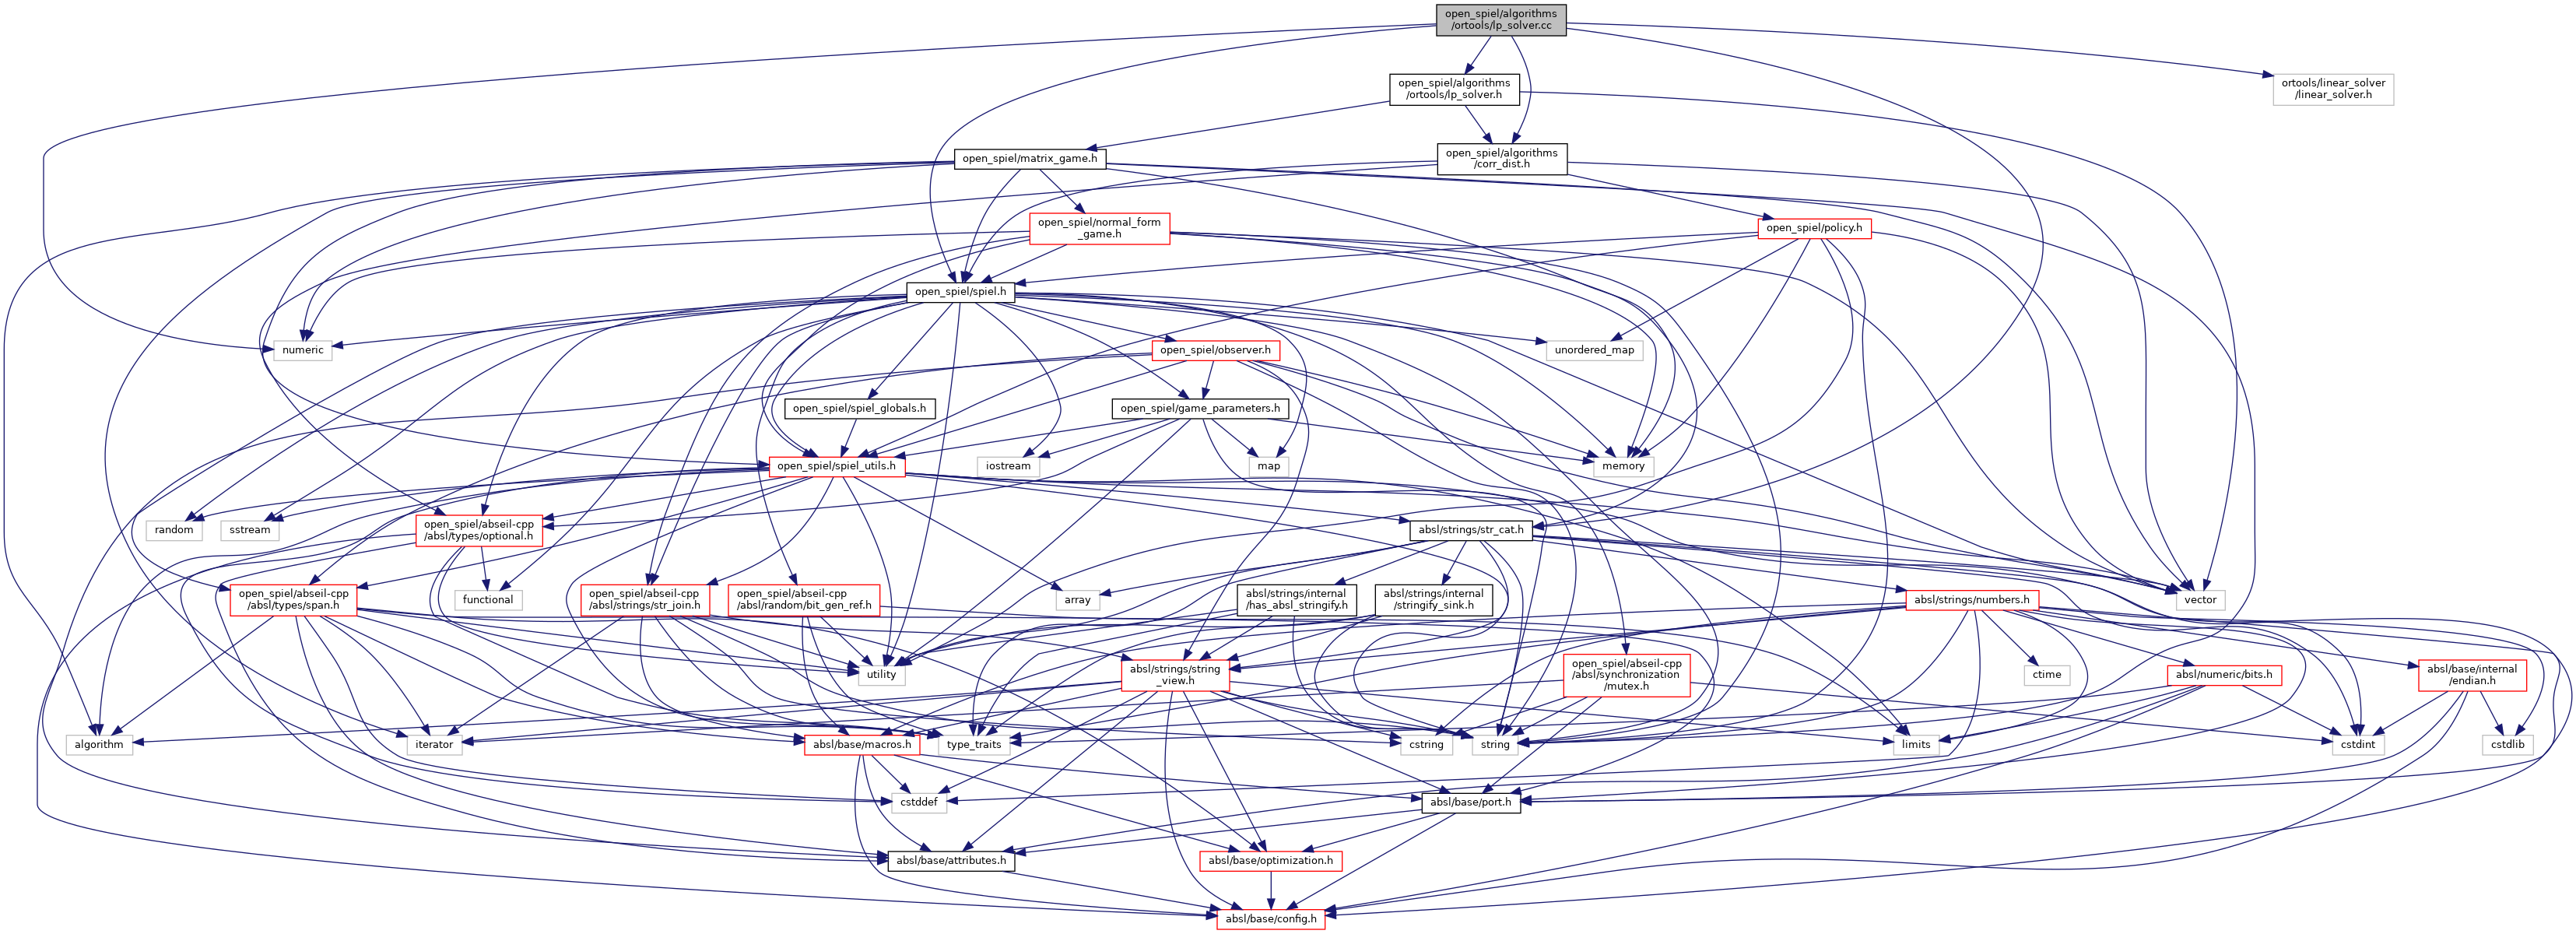 open_spiel/algorithms
/ortools/lp_solver.cc
open_spiel/algorithms
/ortools/lp_solver.h
ortools/linear_solver
/linear_solver.h
open_spiel/matrix_game.h
open_spiel/algorithms
/corr_dist.h
open_spiel/normal_form
_game.h
open_spiel/policy.h
open_spiel/spiel.h
numeric
open_spiel/observer.h
unordered_map
open_spiel/spiel_globals.h
open_spiel/game_parameters.h
open_spiel/spiel_utils.h
iostream
map
memory
random
sstream
open_spiel/abseil-cpp
/absl/types/optional.h
absl/strings/str_cat.h
open_spiel/abseil-cpp
/absl/types/span.h
functional
open_spiel/abseil-cpp
/absl/strings/str_join.h
open_spiel/abseil-cpp
/absl/random/bit_gen_ref.h
array
absl/strings/internal
/has_absl_stringify.h
absl/strings/internal
/stringify_sink.h
absl/strings/numbers.h
vector
utility
absl/strings/string
_view.h
open_spiel/abseil-cpp
/absl/synchronization
/mutex.h
ctime
absl/numeric/bits.h
absl/base/internal
/endian.h
algorithm
iterator
absl/base/macros.h
type_traits
cstring
string
limits
cstdint
cstdlib
cstddef
absl/base/port.h
absl/base/attributes.h
absl/base/optimization.h
absl/base/config.h